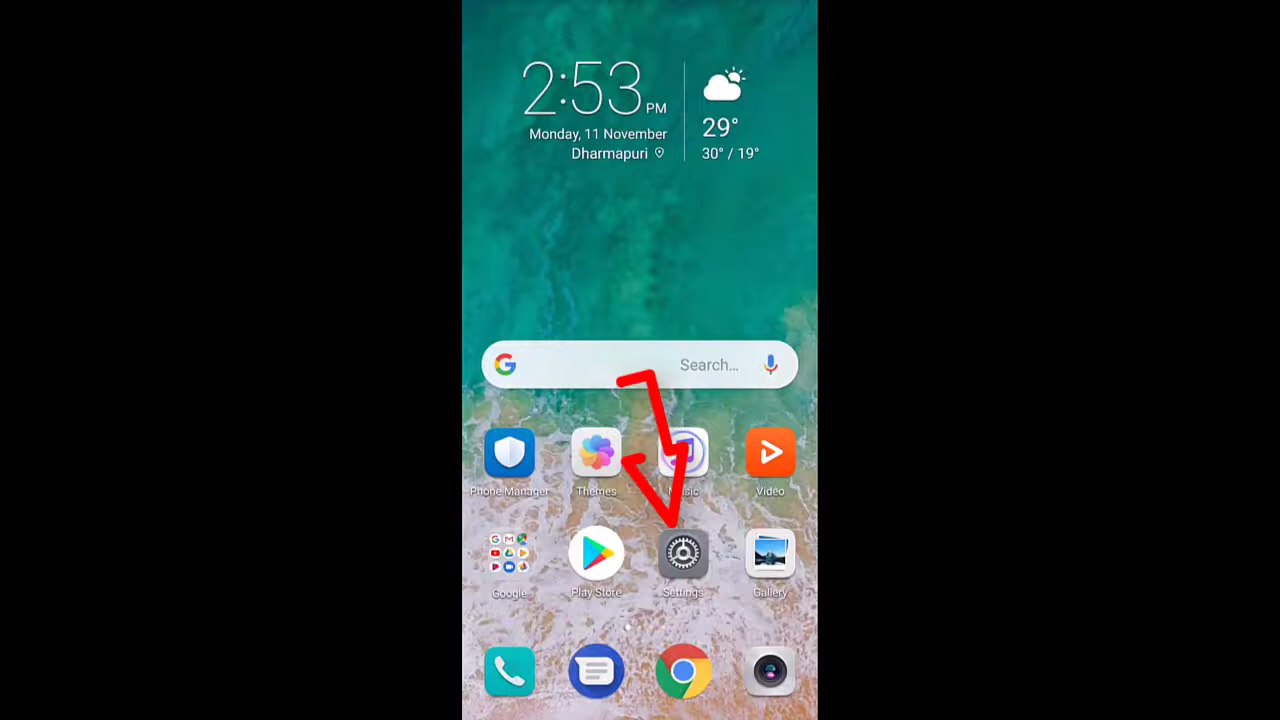 2:53 PM
Monday, 11 November
Dharmapuri
29°
30° / 19°
Search...
Phone Manager
Themes
Music
Video
Google
Play Store
Settings
Gallery